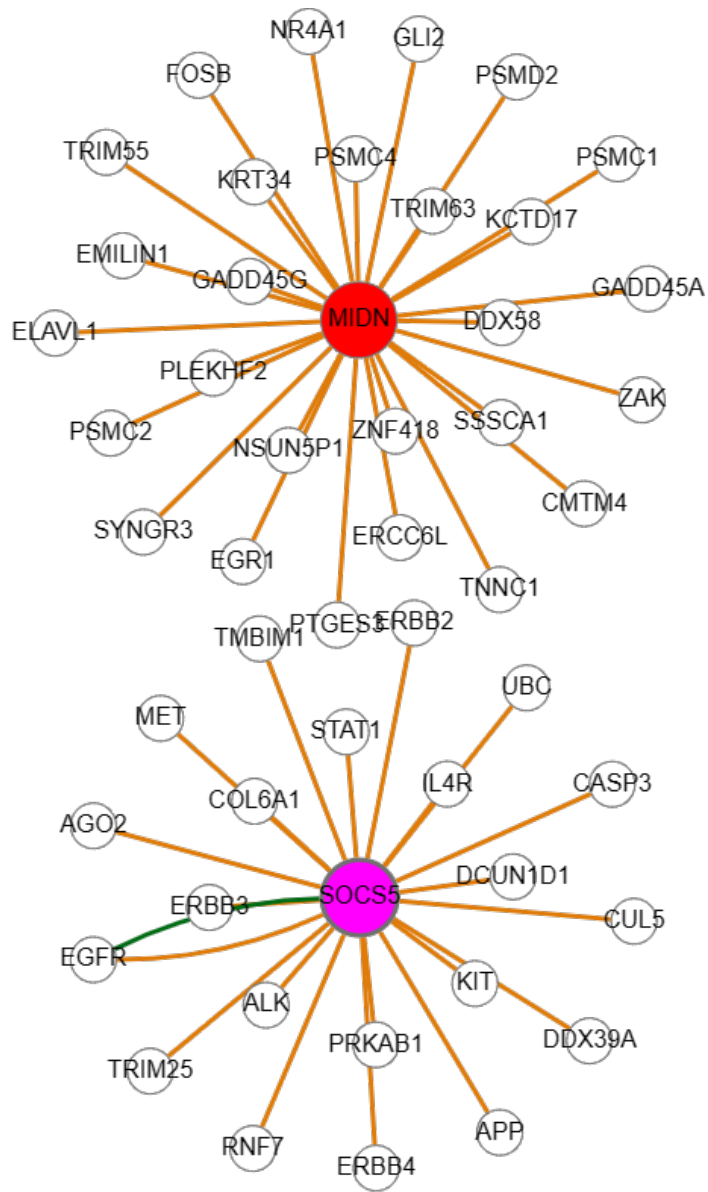 NR4A1
GLI2
FOSB
PSMD2
TRIM55
PSMC4
PSMC1
KRT34
TRIM63
KCTD17
EMILIN1
GADD45G
GADD45A
MIDN
DDX58
ELAVL1
PLEKHF2
ZAK
PSMC2
NSUN5P1
ZNF418
SSSCA1
CMTM4
SYNGR3
ERCC6L
EGR1
TNNC1
PTGES3
ERBB2
TMBIM1
UBC
MET
STAT1
IL4R
CASP3
COL6A1
AGO2
DCUN1D1
SOCS5
ERBB3
CUL5
EGFR
KIT
ALK
PRKAB1
DDX39A
TRIM25
APP
RNF7
ERBB4